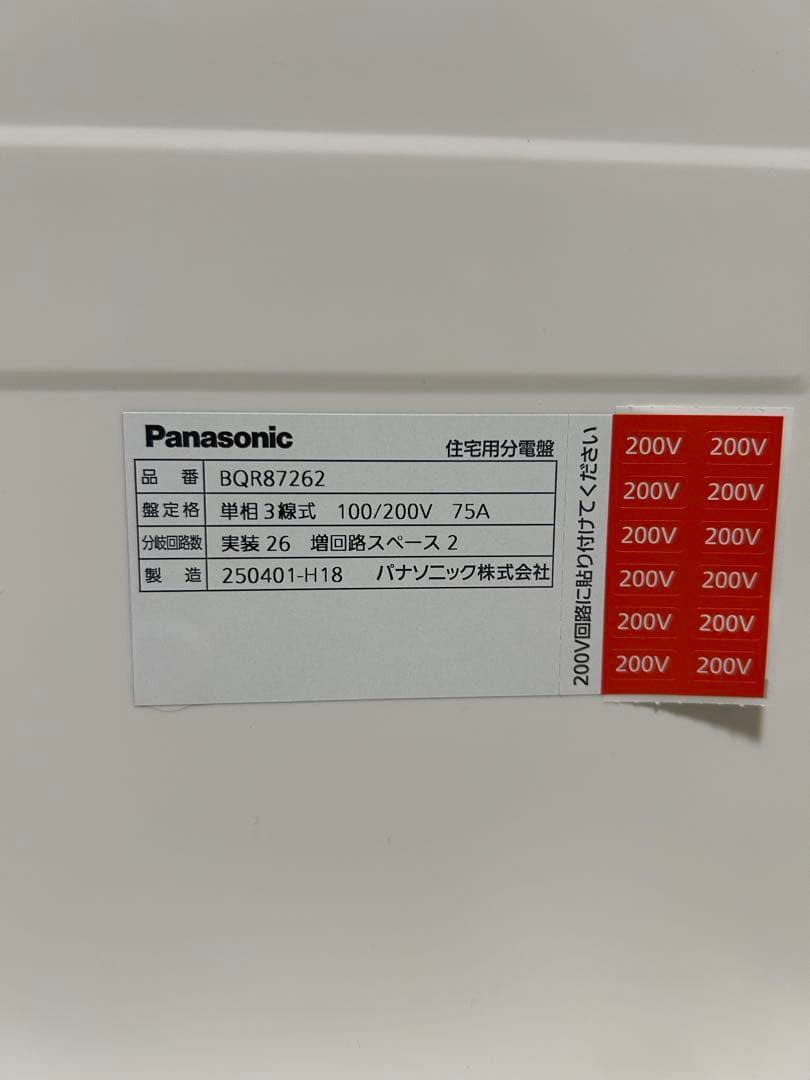 Panasonic
住宅用分電盤
品番 BQR87262
盤定格 単相3線式 100/200V 75A
分岐回路数 実装26 増回路スペース2
製造 250401-H18 パナソニック株式会社
200V回路に貼り付けてください
200V 200V
200V 200V
200V 200V
200V 200V
200V 200V
200V 200V